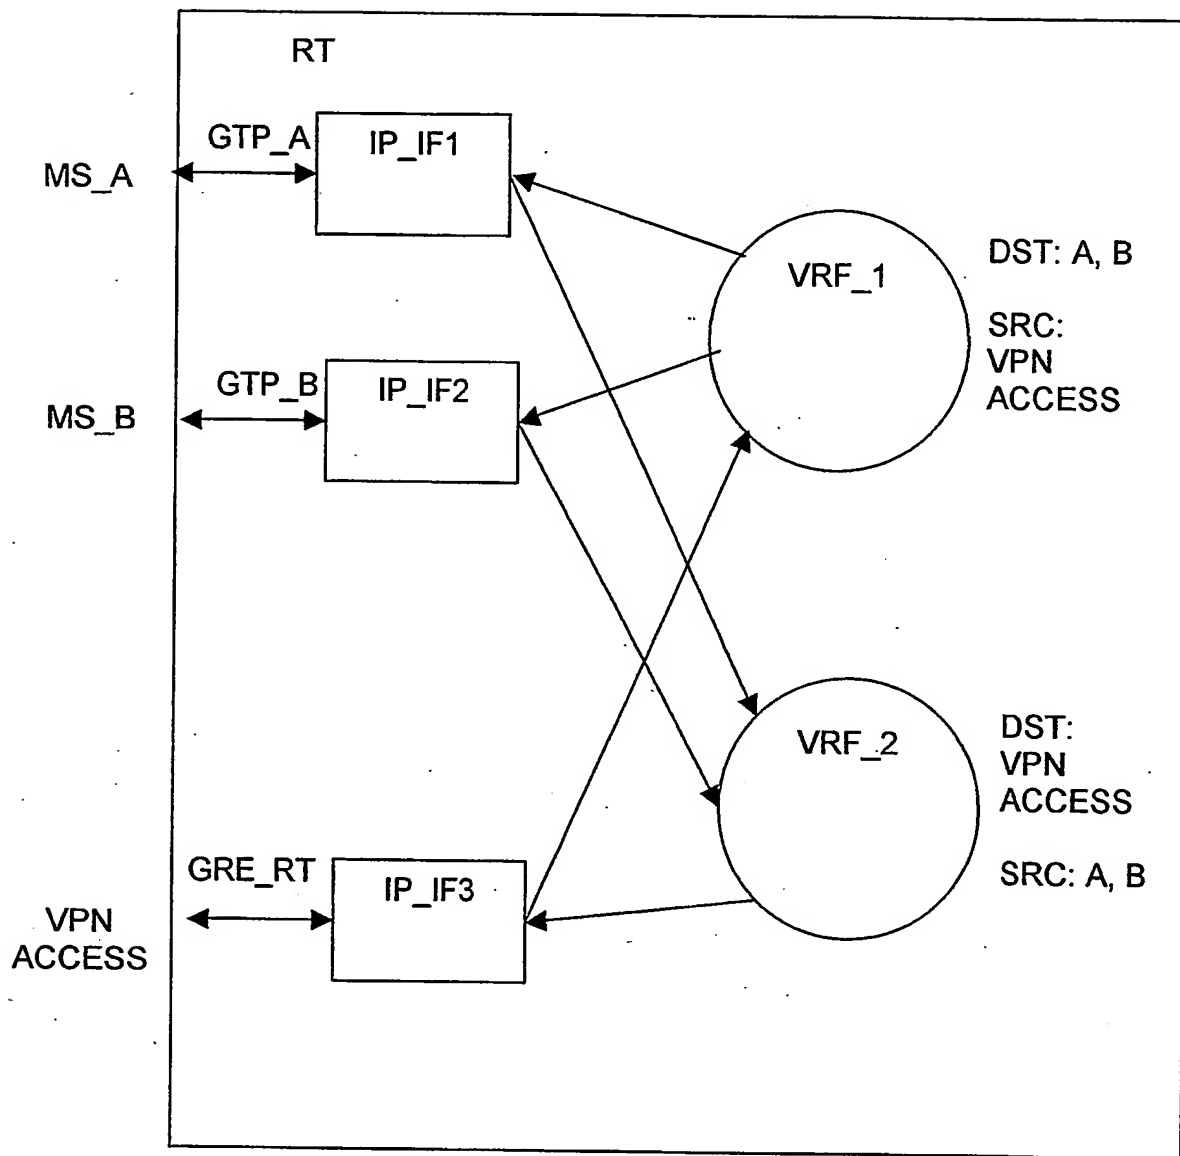 RT
GTP_A
IP_IF1
MS_A
VRF_1
DST: A, B
SRC:
VPN
ACCESS
GTP_B
IP_IF2
MS_B
VRF_2
DST:
VPN
ACCESS
SRC: A, B
GRE_RT
IP_IF3
VPN
ACCESS